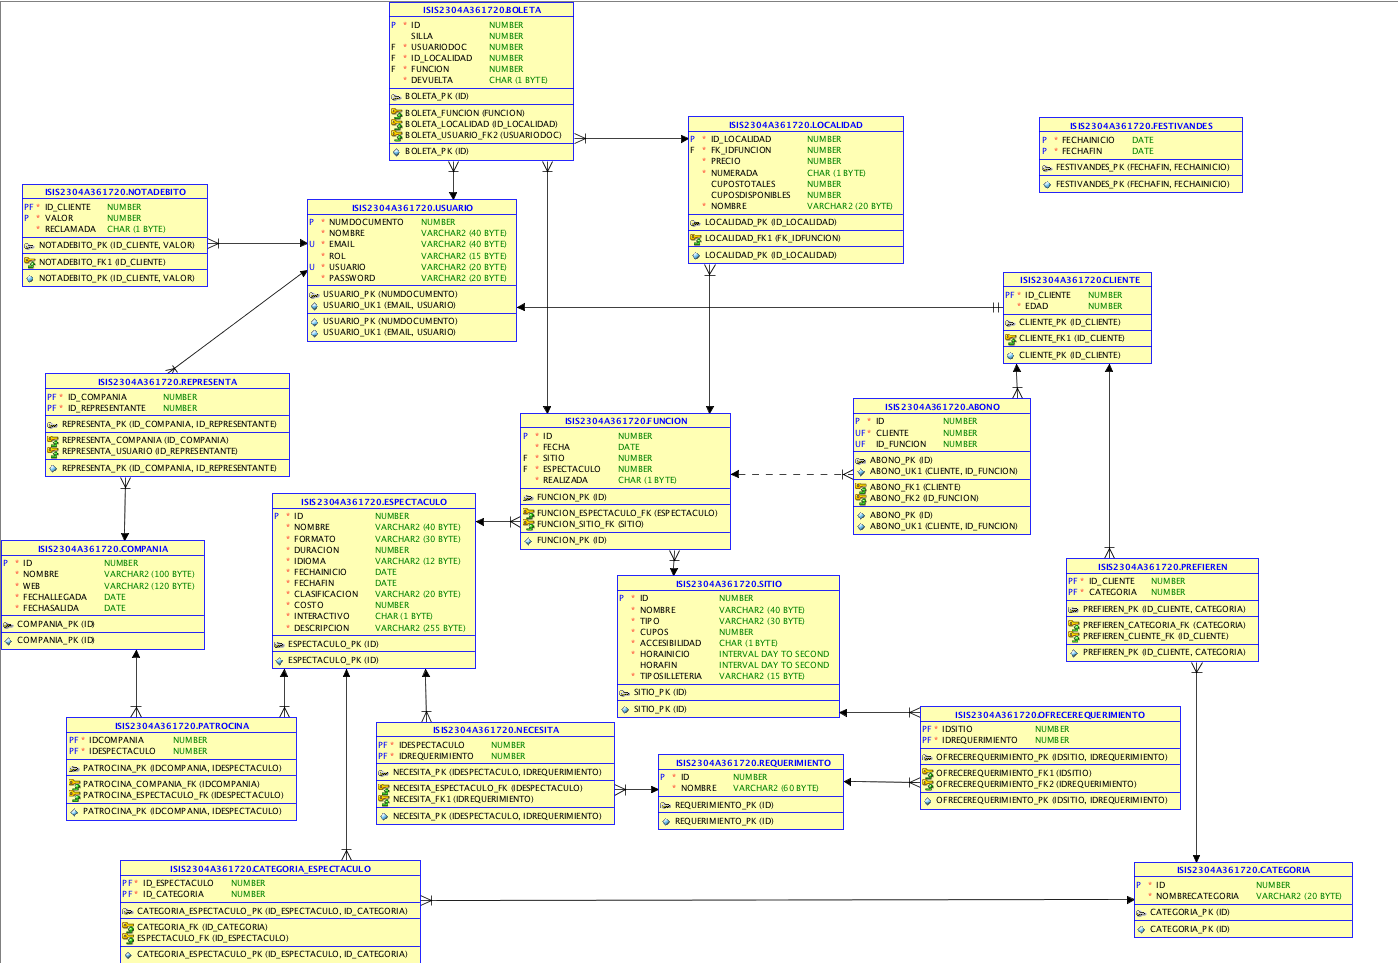 ISIS2304A361720.BOLETA
P * ID NUMBER
SILLA NUMBER
F * USUARIODOC NUMBER
F * ID_LOCALIDAD NUMBER
F * FUNCION NUMBER
* DEVUELTA CHAR (1 BYTE)
BOLETA_PK (ID)
BOLETA_FUNCION (FUNCION)
BOLETA_LOCALIDAD (ID_LOCALIDAD)
BOLETA_USUARIO_FK2 (USUARIODOC)
BOLETA_PK (ID)
ISIS2304A361720.LOCALIDAD
P * ID_LOCALIDAD NUMBER
F * FK_IDFUNCION NUMBER
* PRECIO NUMBER
* NUMERADA CHAR (1 BYTE)
CUPOSTOTALES NUMBER
CUPOSDISPONIBLES NUMBER
* NOMBRE VARCHAR2 (20 BYTE)
LOCALIDAD_PK (ID_LOCALIDAD)
LOCALIDAD_FK1 (FK_IDFUNCION)
LOCALIDAD_PK (ID_LOCALIDAD)
ISIS2304A361720.FESTIVANDES
P * FECHAINICIO DATE
P * FECHAFIN DATE
FESTIVANDES_PK (FECHAFIN, FECHAINICIO)
FESTIVANDES_PK (FECHAFIN, FECHAINICIO)
ISIS2304A361720.NOTADEBITO
PF * ID_CLIENTE NUMBER
P * VALOR NUMBER
* RECLAMADA CHAR (1 BYTE)
NOTADEBITO_PK (ID_CLIENTE, VALOR)
NOTADEBITO_FK1 (ID_CLIENTE)
NOTADEBITO_PK (ID_CLIENTE, VALOR)
ISIS2304A361720.USUARIO
P * NUMDOCUMENTO NUMBER
* NOMBRE VARCHAR2 (40 BYTE)
U * EMAIL VARCHAR2 (40 BYTE)
* ROL VARCHAR2 (15 BYTE)
U * USUARIO VARCHAR2 (20 BYTE)
* PASSWORD VARCHAR2 (20 BYTE)
USUARIO_PK (NUMDOCUMENTO)
USUARIO_UK1 (EMAIL, USUARIO)
USUARIO_PK (NUMDOCUMENTO)
USUARIO_UK1 (EMAIL, USUARIO)
ISIS2304A361720.CLIENTE
PF * ID_CLIENTE NUMBER
* EDAD NUMBER
CLIENTE_PK (ID_CLIENTE)
CLIENTE_FK1 (ID_CLIENTE)
CLIENTE_PK (ID_CLIENTE)
ISIS2304A361720.REPRESENTA
PF * ID_COMPANIA NUMBER
PF * ID_REPRESENTANTE NUMBER
REPRESENTA_PK (ID_COMPANIA, ID_REPRESENTANTE)
REPRESENTA_COMPANIA (ID_COMPANIA)
REPRESENTA_USUARIO (ID_REPRESENTANTE)
REPRESENTA_PK (ID_COMPANIA, ID_REPRESENTANTE)
ISIS2304A361720.FUNCION
P * ID NUMBER
* FECHA DATE
F * SITIO NUMBER
F * ESPECTACULO NUMBER
* REALIZADA CHAR (1 BYTE)
FUNCION_PK (ID)
FUNCION_ESPECTACULO_FK (ESPECTACULO)
FUNCION_SITIO_FK (SITIO)
FUNCION_PK (ID)
ISIS2304A361720.ABONO
P * ID NUMBER
UF * CLIENTE NUMBER
UF ID_FUNCION NUMBER
ABONO_PK (ID)
ABONO_UK1 (CLIENTE, ID_FUNCION)
ABONO_FK1 (CLIENTE)
ABONO_FK2 (ID_FUNCION)
ABONO_PK (ID)
ABONO_UK1 (CLIENTE, ID_FUNCION)
ISIS2304A361720.ESPECTACULO
P * ID NUMBER
* NOMBRE VARCHAR2 (40 BYTE)
* FORMATO VARCHAR2 (30 BYTE)
* DURACION NUMBER
* IDIOMA VARCHAR2 (12 BYTE)
* FECHAINICIO DATE
* FECHAFIN DATE
* CLASIFICACION VARCHAR2 (20 BYTE)
* COSTO NUMBER
* INTERACTIVO CHAR (1 BYTE)
* DESCRIPCION VARCHAR2 (255 BYTE)
ESPECTACULO_PK (ID)
ESPECTACULO_PK (ID)
ISIS2304A361720.COMPANIA
P * ID NUMBER
* NOMBRE VARCHAR2 (100 BYTE)
* WEB VARCHAR2 (120 BYTE)
* FECHALLEGADA DATE
* FECHASALIDA DATE
COMPANIA_PK (ID)
COMPANIA_PK (ID)
ISIS2304A361720.SITIO
P * ID NUMBER
* NOMBRE VARCHAR2 (40 BYTE)
* TIPO VARCHAR2 (30 BYTE)
* CUPOS NUMBER
* ACCESIBILIDAD CHAR (1 BYTE)
* HORAINICIO INTERVAL DAY TO SECOND
HORAFIN INTERVAL DAY TO SECOND
* TIPOSILLETERIA VARCHAR2 (15 BYTE)
SITIO_PK (ID)
SITIO_PK (ID)
ISIS2304A361720.PREFIEREN
PF * ID_CLIENTE NUMBER
PF * CATEGORIA NUMBER
PREFIEREN_PK (ID_CLIENTE, CATEGORIA)
PREFIEREN_CATEGORIA_FK (CATEGORIA)
PREFIEREN_CLIENTE_FK (ID_CLIENTE)
PREFIEREN_PK (ID_CLIENTE, CATEGORIA)
ISIS2304A361720.PATROCINA
PF * IDCOMPANIA NUMBER
PF * IDESPECTACULO NUMBER
PATROCINA_PK (IDCOMPANIA, IDESPECTACULO)
PATROCINA_COMPANIA_FK (IDCOMPANIA)
PATROCINA_ESPECTACULO_FK (IDESPECTACULO)
PATROCINA_PK (IDCOMPANIA, IDESPECTACULO)
ISIS2304A361720.NECESITA
PF * IDESPECTACULO NUMBER
PF * IDREQUERIMIENTO NUMBER
NECESITA_PK (IDESPECTACULO, IDREQUERIMIENTO)
NECESITA_ESPECTACULO_FK (IDESPECTACULO)
NECESITA_FK1 (IDREQUERIMIENTO)
NECESITA_PK (IDESPECTACULO, IDREQUERIMIENTO)
ISIS2304A361720.REQUERIMIENTO
P * ID NUMBER
* NOMBRE VARCHAR2 (60 BYTE)
REQUERIMIENTO_PK (ID)
REQUERIMIENTO_PK (ID)
ISIS2304A361720.OFRECEREQUERIMIENTO
PF * IDSITIO NUMBER
PF * IDREQUERIMIENTO NUMBER
OFRECEREQUERIMIENTO_PK (IDSITIO, IDREQUERIMIENTO)
OFRECEREQUERIMIENTO_FK1 (IDSITIO)
OFRECEREQUERIMIENTO_FK2 (IDREQUERIMIENTO)
OFRECEREQUERIMIENTO_PK (IDSITIO, IDREQUERIMIENTO)
ISIS2304A361720.CATEGORIA_ESPECTACULO
PF * ID_ESPECTACULO NUMBER
PF * ID_CATEGORIA NUMBER
CATEGORIA_ESPECTACULO_PK (ID_ESPECTACULO, ID_CATEGORIA)
CATEGORIA_FK (ID_CATEGORIA)
ESPECTACULO_FK (ID_ESPECTACULO)
CATEGORIA_ESPECTACULO_PK (ID_ESPECTACULO, ID_CATEGORIA)
ISIS2304A361720.CATEGORIA
P * ID NUMBER
* NOMBRECATEGORIA VARCHAR2 (20 BYTE)
CATEGORIA_PK (ID)
CATEGORIA_PK (ID)